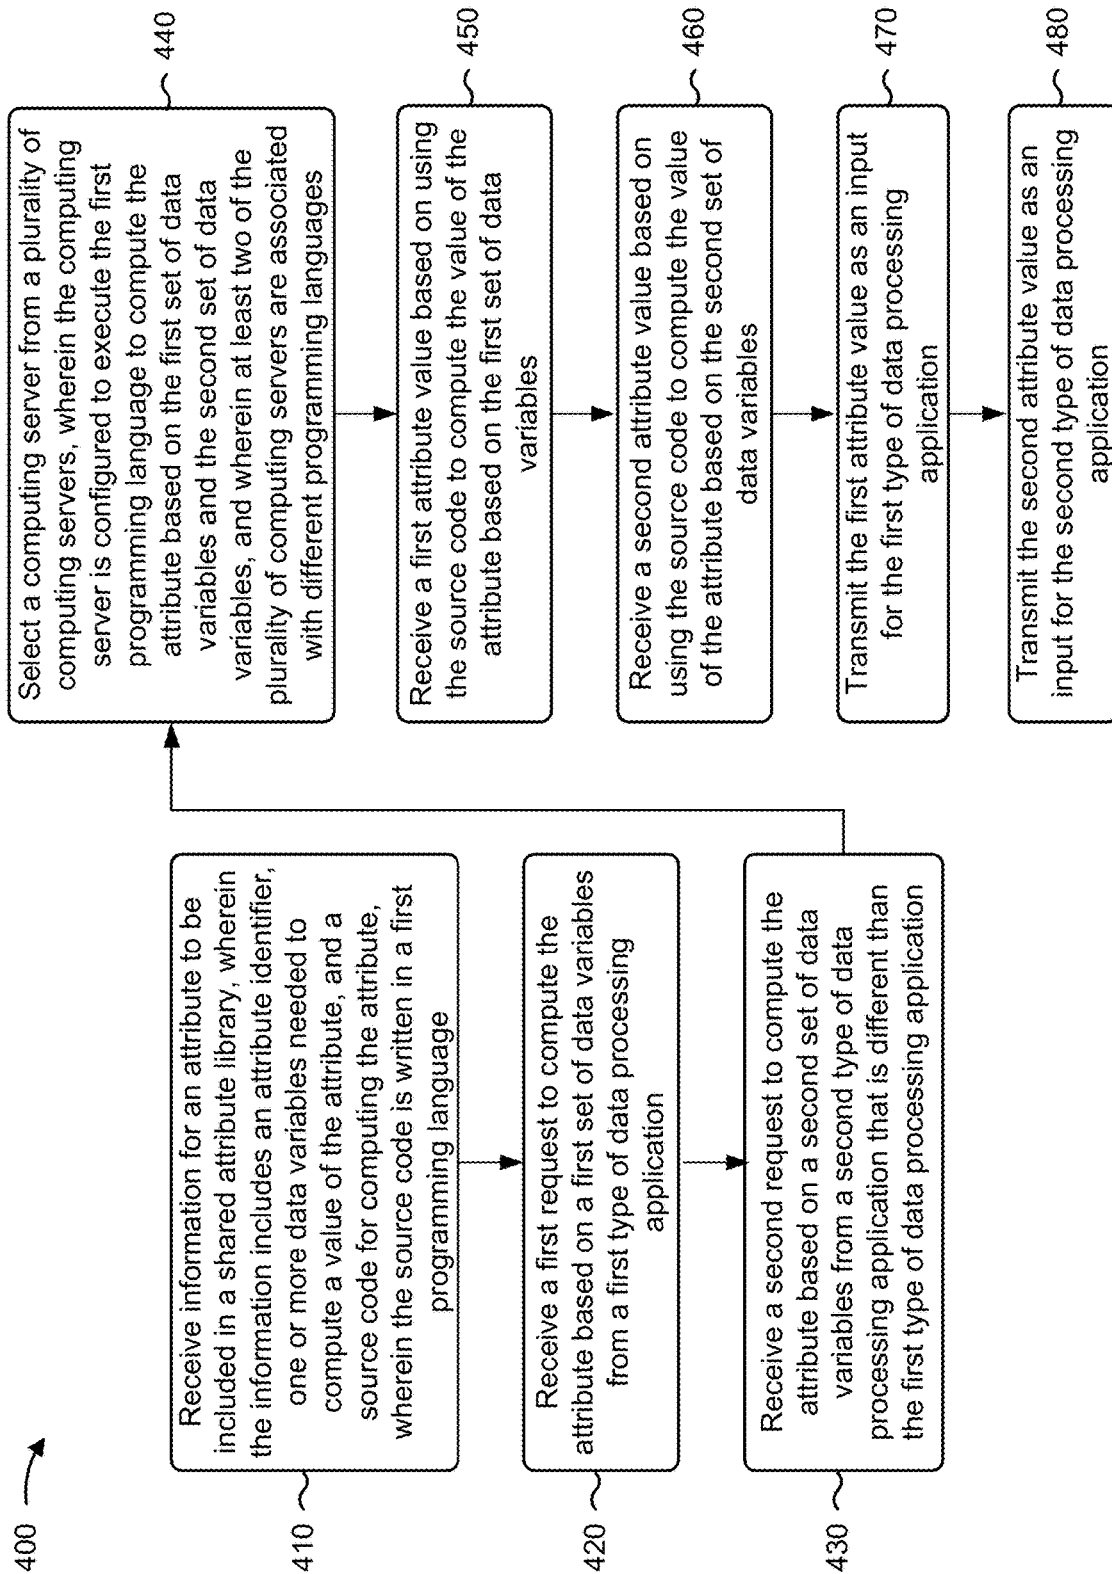 400
410
Receive information for an attribute to be
included in a shared attribute library, wherein
the information includes an attribute identifier,
one or more data variables needed to
compute a value of the attribute, and a
source code for computing the attribute,
wherein the source code is written in a first
programming language
420
Receive a first request to compute the
attribute based on a first set of data variables
from a first type of data processing
application
430
Receive a second request to compute the
attribute based on a second set of data
variables from a second type of data
processing application that is different than
the first type of data processing application
Select a computing server from a plurality of
computing servers, wherein the computing
server is configured to execute the first
programming language to compute the
attribute based on the first set of data
variables and the second set of data
variables, and wherein at least two of the
plurality of computing servers are associated
with different programming languages
440
Receive a first attribute value based on using
the source code to compute the value of the
attribute based on the first set of data
variables
450
Receive a second attribute value based on
using the source code to compute the value
of the attribute based on the second set of
data variables
460
Transmit the first attribute value as an input
for the first type of data processing
application
470
Transmit the second attribute value as an
input for the second type of data processing
application
480